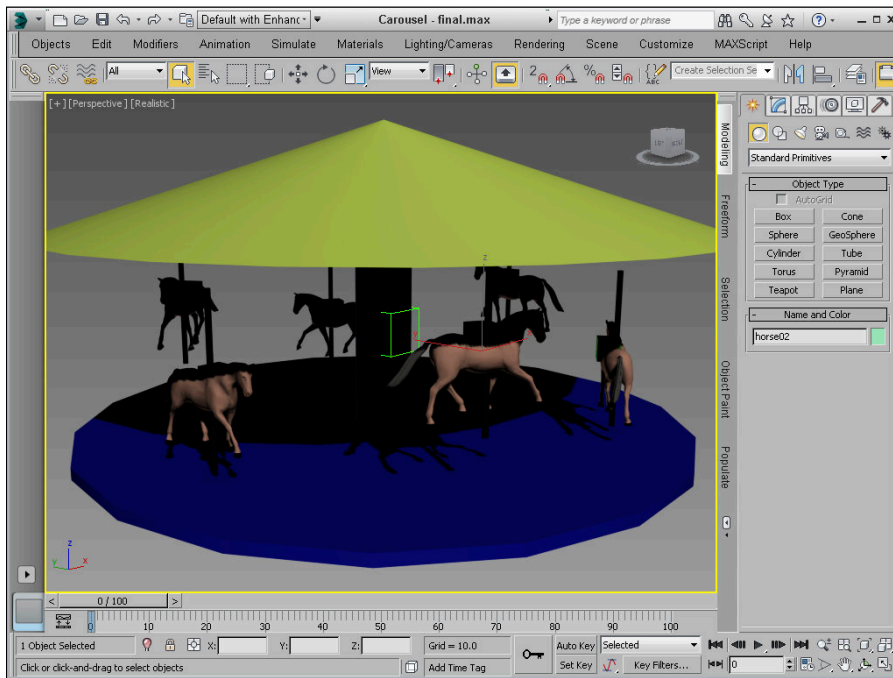 Default with Enhanc
Carousel - final.max
Type a keyword or phrase
Objects Edit Modifiers Animation Simulate Materials Lighting/Cameras Rendering Scene Customize MAXScript Help
All View 2 % ABC Create Selection Se
[+] [Perspective] [Realistic]
Modeling
Freeform
Selection
Object Paint
Populate
Standard Primitives
- Object Type
AutoGrid
Box Cone
Sphere GeoSphere
Cylinder Tube
Torus Pyramid
Teapot Plane
- Name and Color
horse02
z
z
y x
< 0 / 100 >
0 10 20 30 40 50 60 70 80 90 100
1 Object Selected X: Y: Z: Grid = 10.0 Auto Key Selected
Click or click-and-drag to select objects Add Time Tag Set Key Key Filters... 0